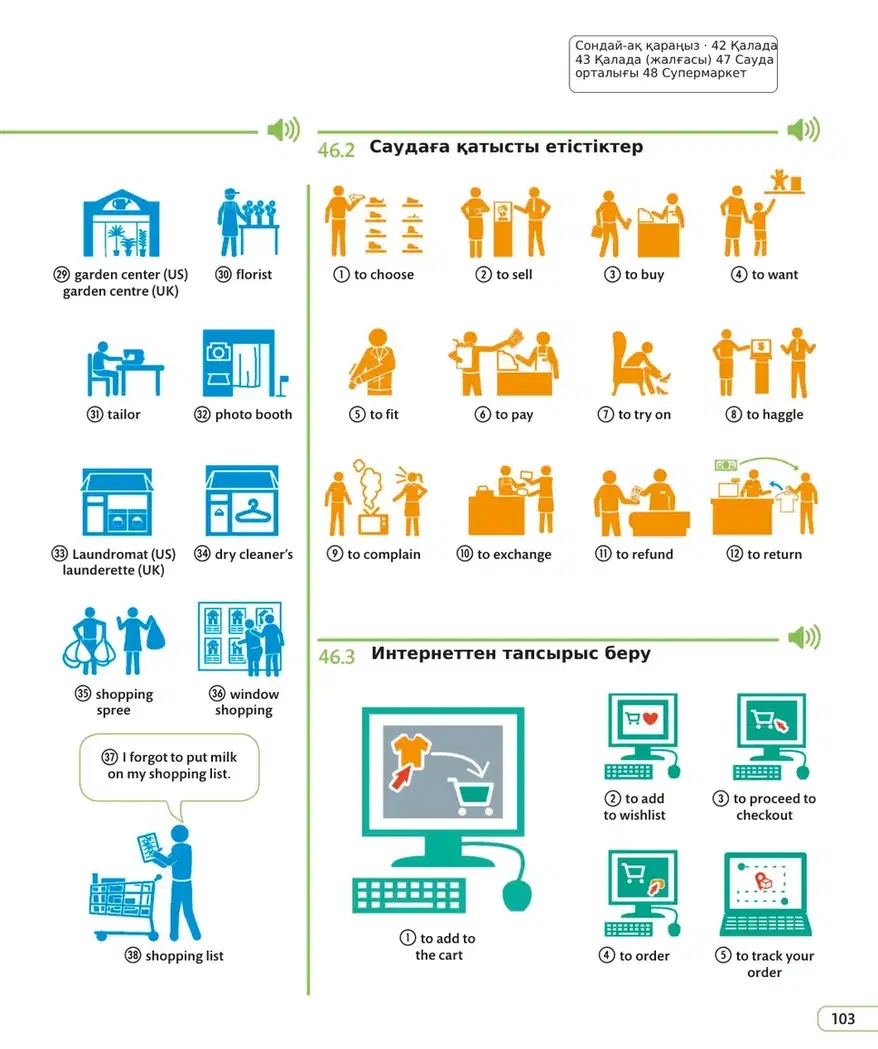 Сондай-ақ қараңыз · 42 Қалада
43 Қалада (жалғасы) 47 Сауда
орталығы 48 Супермаркет
㉙ garden center (US)
garden centre (UK)
㉚ florist
㉛ tailor
㉜ photo booth
㉝ Laundromat (US)
launderette (UK)
㉞ dry cleaner’s
㉟ shopping
spree
㊱ window
shopping
㊲ I forgot to put milk
on my shopping list.
㊳ shopping list
46.2 Саудаға қатысты етістіктер
① to choose
② to sell
③ to buy
④ to want
⑤ to fit
⑥ to pay
⑦ to try on
⑧ to haggle
⑨ to complain
⑩ to exchange
⑪ to refund
⑫ to return
46.3 Интернеттен тапсырыс беру
① to add to
the cart
② to add
to wishlist
③ to proceed to
checkout
④ to order
⑤ to track your
order
103